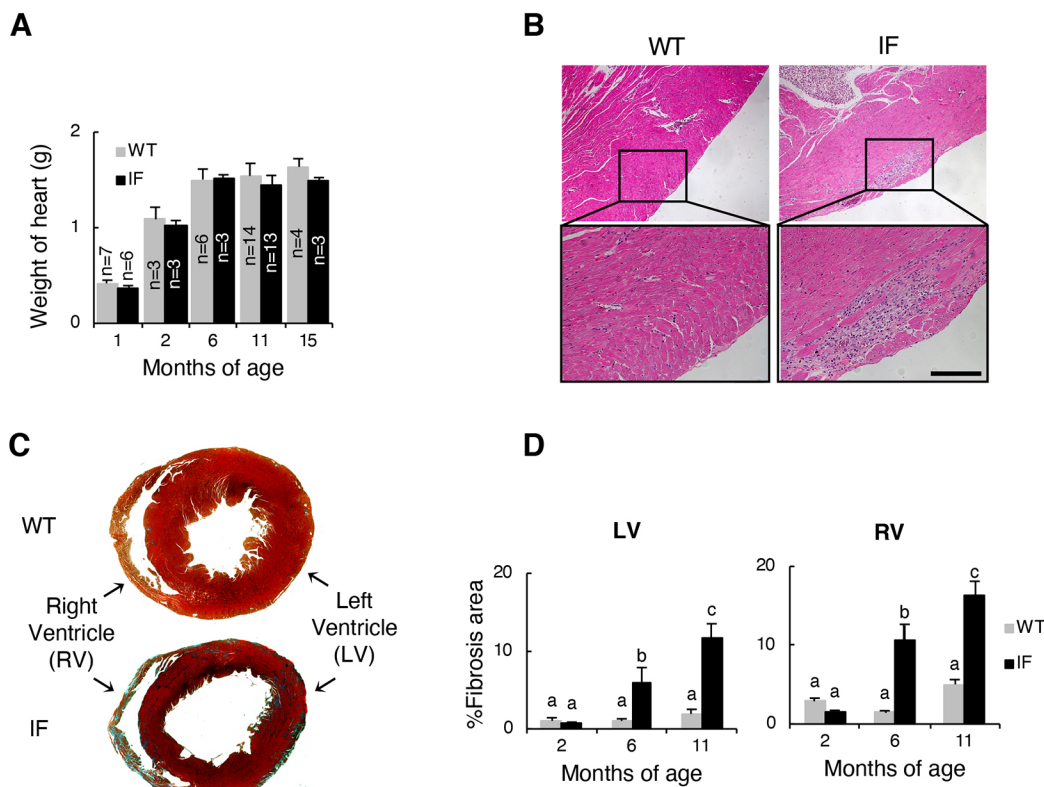 A
Weight of heart (g)
2
1
0
WT
IF
n=7
n=6
n=3
n=3
n=6
n=3
n=14
n=13
n=4
n=3
1 2 6 11 15
Months of age
B
WT IF
C
WT
Right
Ventricle
(RV)
Left
Ventricle
(LV)
IF
D
LV
%Fibrosis area
20
10
0
a a a b a c
2 6 11
Months of age
RV
20
10
0
a a a b a c
2 6 11
Months of age
WT
IF